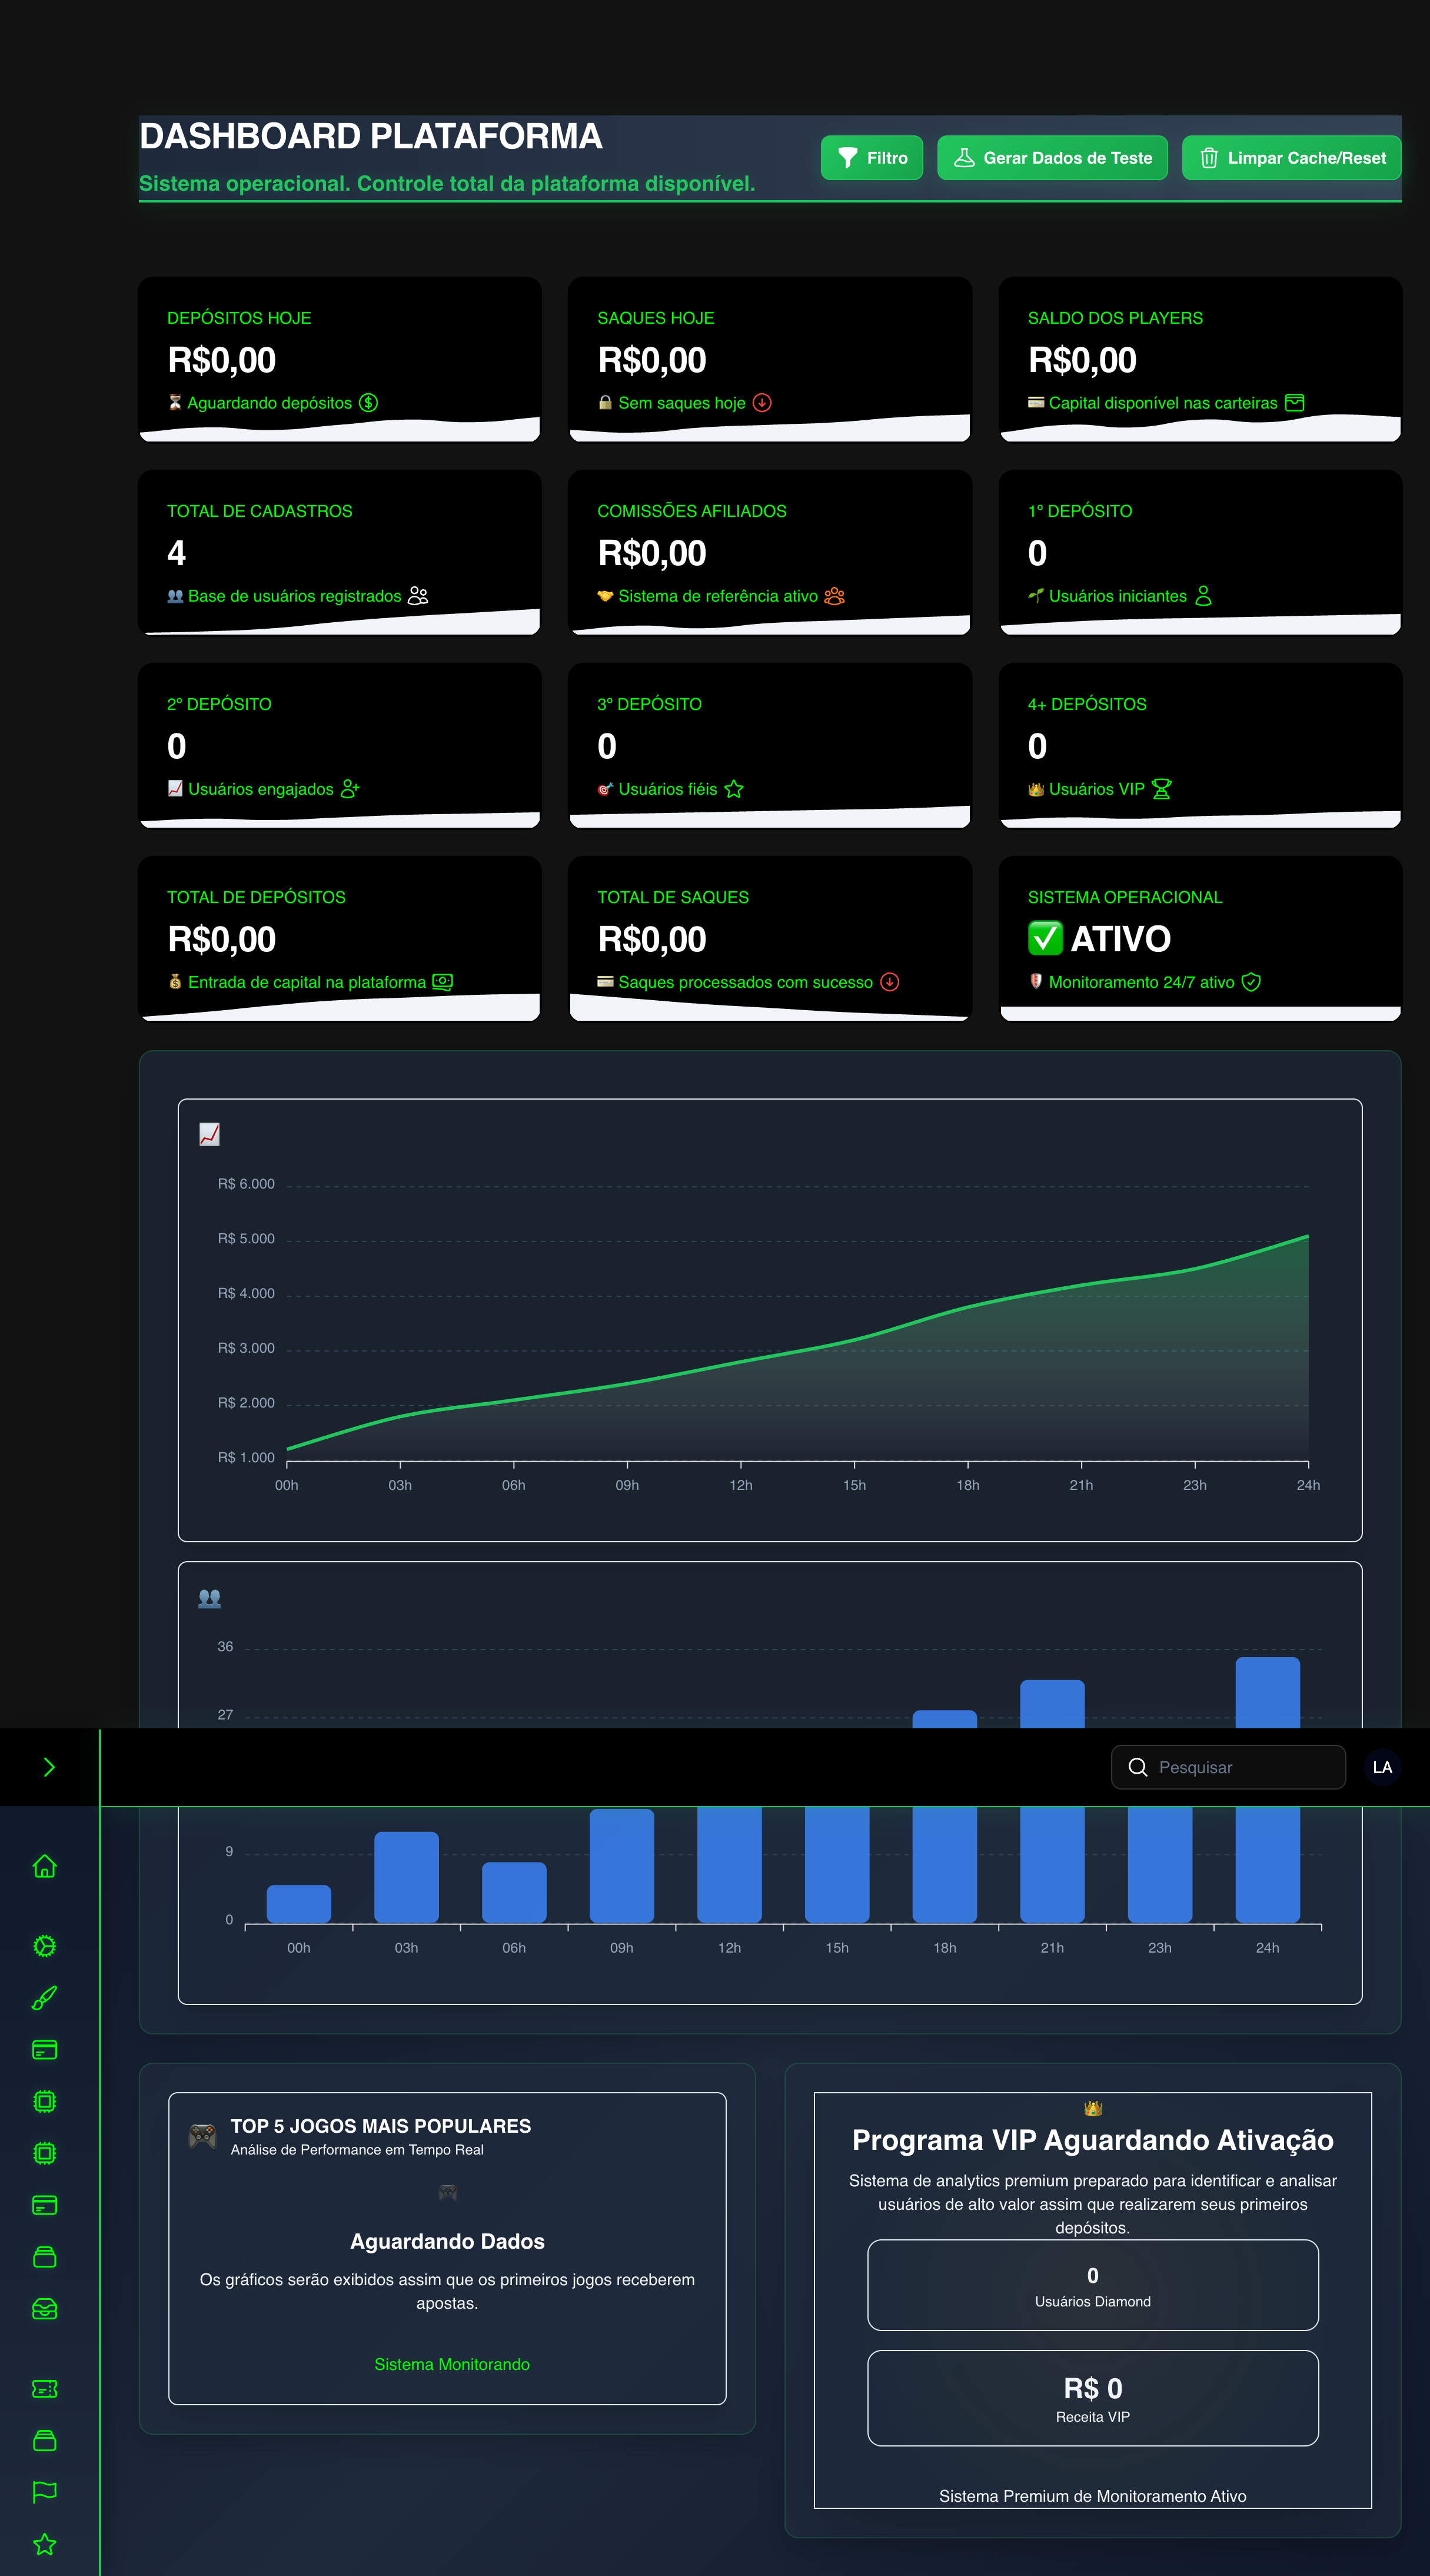 DASHBOARD PLATAFORMA
Sistema operacional. Controle total da plataforma disponível.
Filtro
Gerar Dados de Teste
Limpar Cache/Reset
DEPÓSITOS HOJE
R$0,00
Aguardando depósitos
SAQUES HOJE
R$0,00
Sem saques hoje
SALDO DOS PLAYERS
R$0,00
Capital disponível nas carteiras
TOTAL DE CADASTROS
4
Base de usuários registrados
COMISSÕES AFILIADOS
R$0,00
Sistema de referência ativo
1º DEPÓSITO
0
Usuários iniciantes
2º DEPÓSITO
0
Usuários engajados
3º DEPÓSITO
0
Usuários fiéis
4+ DEPÓSITOS
0
Usuários VIP
TOTAL DE DEPÓSITOS
R$0,00
Entrada de capital na plataforma
TOTAL DE SAQUES
R$0,00
Saques processados com sucesso
SISTEMA OPERACIONAL
✅ ATIVO
Monitoramento 24/7 ativo
R$ 6.000
R$ 5.000
R$ 4.000
R$ 3.000
R$ 2.000
R$ 1.000
00h 03h 06h 09h 12h 15h 18h 21h 23h 24h
36
27
Pesquisar
LA
9
0
00h 03h 06h 09h 12h 15h 18h 21h 23h 24h
TOP 5 JOGOS MAIS POPULARES
Análise de Performance em Tempo Real
Aguardando Dados
Os gráficos serão exibidos assim que os primeiros jogos receberem
apostas.
Sistema Monitorando
Programa VIP Aguardando Ativação
Sistema de analytics premium preparado para identificar e analisar
usuários de alto valor assim que realizarem seus primeiros
depósitos.
0
Usuários Diamond
R$ 0
Receita VIP
Sistema Premium de Monitoramento Ativo